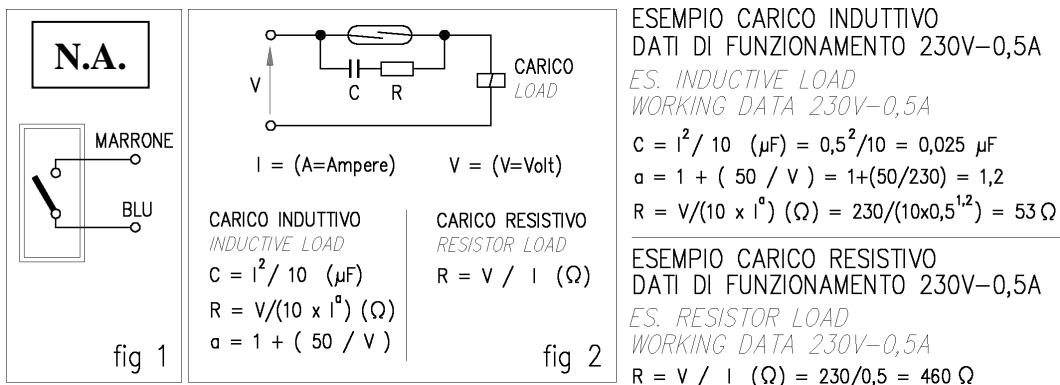 N.A.
MARRONE
BLU
fig 1
V
C R
CARICO
LOAD
I = (A=Ampere) V = (V=Volt)
CARICO INDUTTIVO
INDUCTIVE LOAD
C = I²/ 10 (μF)
R = V/(10 x Iᵃ) (Ω)
a = 1 + ( 50 / V )
CARICO RESISTIVO
RESISTOR LOAD
R = V / I (Ω)
fig 2
ESEMPIO CARICO INDUTTIVO
DATI DI FUNZIONAMENTO 230V-0,5A
ES. INDUCTIVE LOAD
WORKING DATA 230V-0,5A
C = I²/ 10 (μF) = 0,5²/10 = 0,025 μF
a = 1 + ( 50 / V ) = 1+(50/230) = 1,2
R = V/(10 x Iᵃ) (Ω) = 230/(10x0,5¹,²) = 53 Ω
ESEMPIO CARICO RESISTIVO
DATI DI FUNZIONAMENTO 230V-0,5A
ES. RESISTOR LOAD
WORKING DATA 230V-0,5A
R = V / I (Ω) = 230/0,5 = 460 Ω